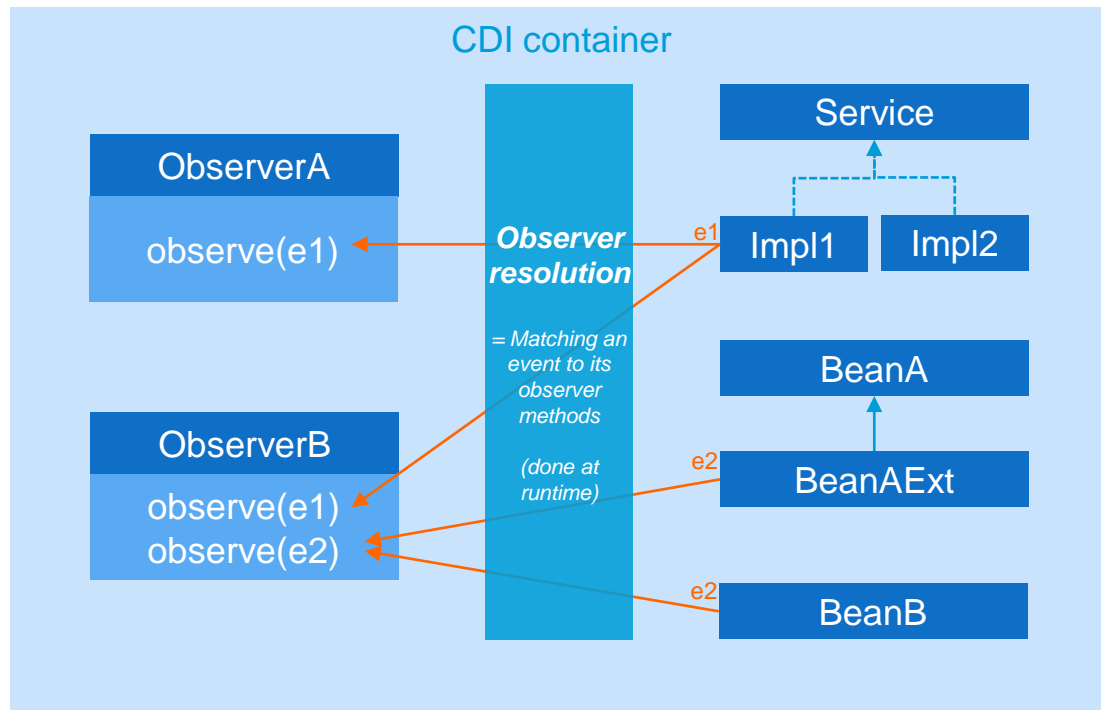 CDI container
ObserverA
observe(e1)
ObserverB
observe(e1)
observe(e2)
Observer
resolution
= Matching an
event to its
observer
methods
(done at
runtime)
Service
e1
Impl1
Impl2
BeanA
e2
BeanAExt
e2
BeanB